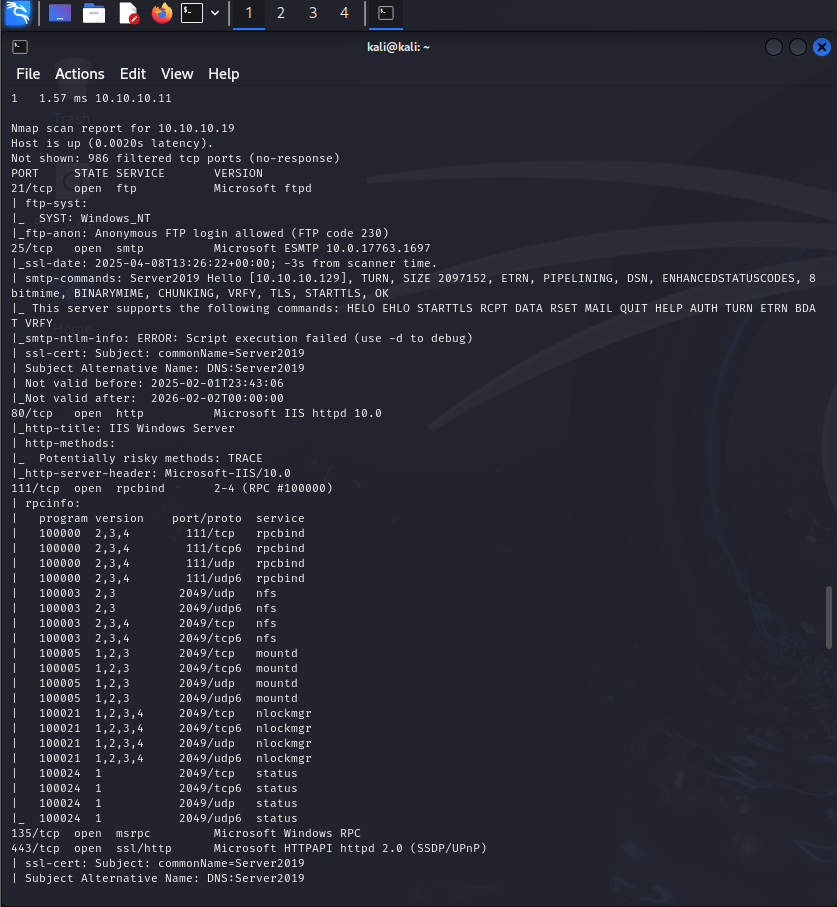 1 2 3 4
kali@kali: ~
File Actions Edit View Help
1   1.57 ms 10.10.10.11
Trash
Nmap scan report for 10.10.10.19
Host is up (0.0020s latency).
Not shown: 986 filtered tcp ports (no-response)
PORT     STATE SERVICE       VERSION
21/tcp   open  ftp           Microsoft ftpd
| ftp-syst:
|_  SYST: Windows_NT
|_ftp-anon: Anonymous FTP login allowed (FTP code 230)
25/tcp   open  smtp          Microsoft ESMTP 10.0.17763.1697
|_ssl-date: 2025-04-08T13:26:22+00:00; -3s from scanner time.
| smtp-commands: Server2019 Hello [10.10.10.129], TURN, SIZE 2097152, ETRN, PIPELINING, DSN, ENHANCEDSTATUSCODES, 8
bitmime, BINARYMIME, CHUNKING, VRFY, TLS, STARTTLS, OK
|_ This server supports the following commands: HELO EHLO STARTTLS RCPT DATA RSET MAIL QUIT HELP AUTH TURN ETRN BDA
T VRFY
Home
|_smtp-ntlm-info: ERROR: Script execution failed (use -d to debug)
| ssl-cert: Subject: commonName=Server2019
| Subject Alternative Name: DNS:Server2019
| Not valid before: 2025-02-01T23:43:06
|_Not valid after:  2026-02-02T00:00:00
80/tcp   open  http          Microsoft IIS httpd 10.0
|_http-title: IIS Windows Server
| http-methods:
|_  Potentially risky methods: TRACE
|_http-server-header: Microsoft-IIS/10.0
111/tcp  open  rpcbind       2-4 (RPC #100000)
| rpcinfo:
|   program version    port/proto  service
|   100000  2,3,4        111/tcp   rpcbind
|   100000  2,3,4        111/tcp6  rpcbind
|   100000  2,3,4        111/udp   rpcbind
|   100000  2,3,4        111/udp6  rpcbind
|   100003  2,3         2049/udp   nfs
|   100003  2,3         2049/udp6  nfs
|   100003  2,3,4       2049/tcp   nfs
|   100003  2,3,4       2049/tcp6  nfs
|   100005  1,2,3       2049/tcp   mountd
|   100005  1,2,3       2049/tcp6  mountd
|   100005  1,2,3       2049/udp   mountd
|   100005  1,2,3       2049/udp6  mountd
|   100021  1,2,3,4     2049/tcp   nlockmgr
|   100021  1,2,3,4     2049/tcp6  nlockmgr
|   100021  1,2,3,4     2049/udp   nlockmgr
|   100021  1,2,3,4     2049/udp6  nlockmgr
|   100024  1           2049/tcp   status
|   100024  1           2049/tcp6  status
|   100024  1           2049/udp   status
|_  100024  1           2049/udp6  status
135/tcp  open  msrpc         Microsoft Windows RPC
443/tcp  open  ssl/http      Microsoft HTTPAPI httpd 2.0 (SSDP/UPnP)
| ssl-cert: Subject: commonName=Server2019
| Subject Alternative Name: DNS:Server2019